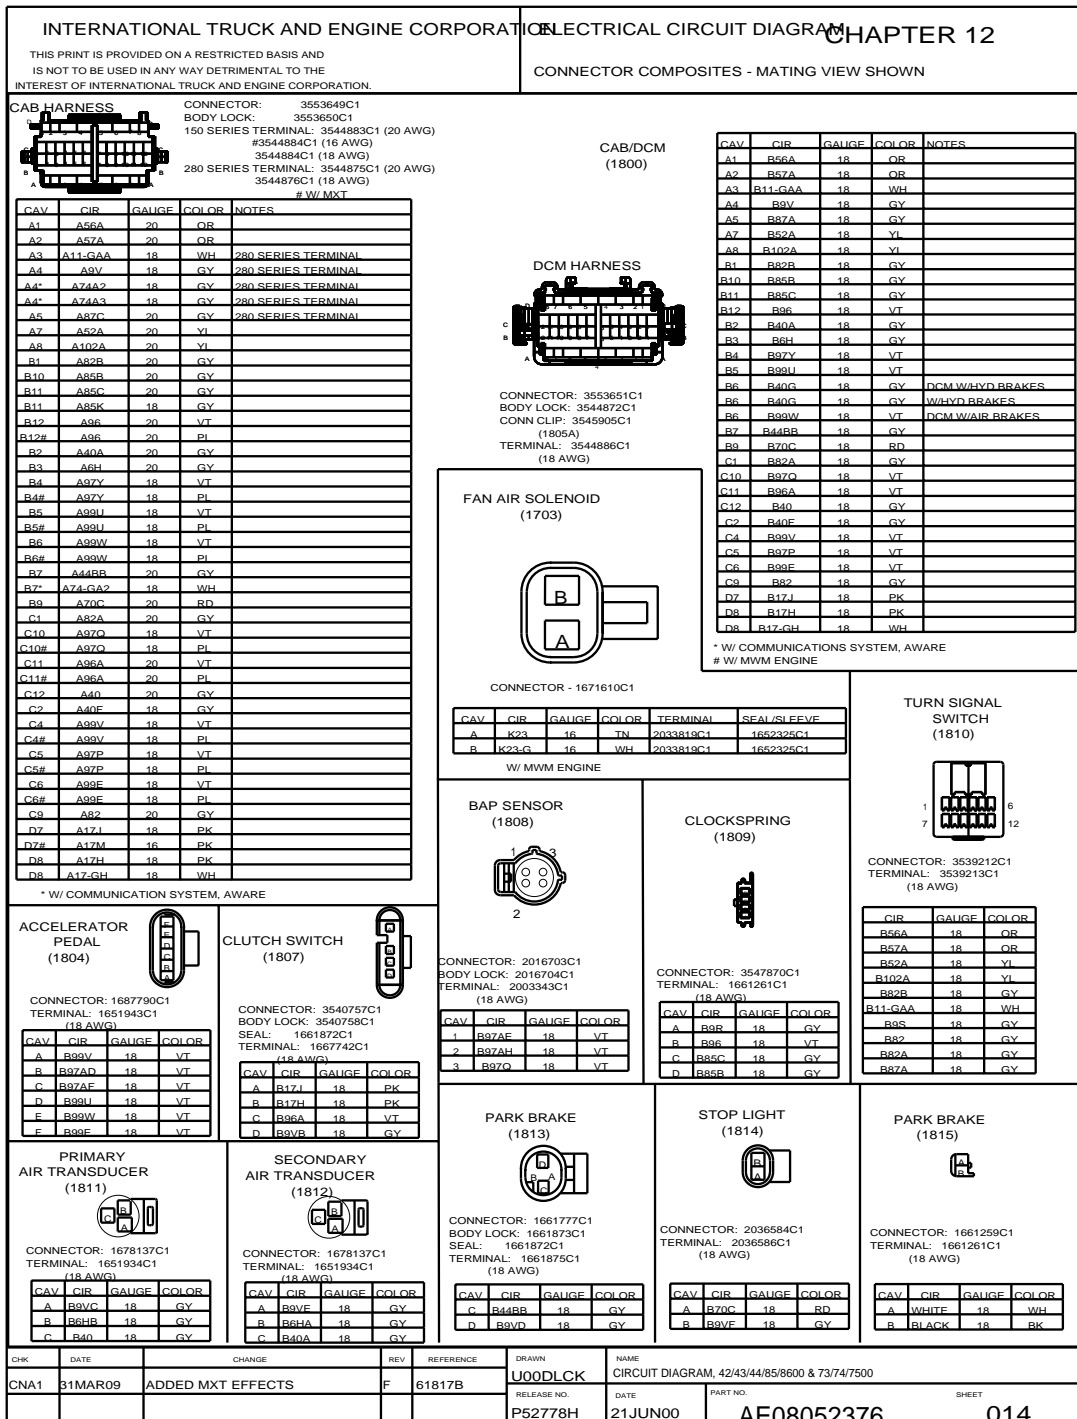 INTERNATIONAL TRUCK AND ENGINE CORPORATION
ELECTRICAL CIRCUIT DIAGRAM
CHAPTER 12
THIS PRINT IS PROVIDED ON A RESTRICTED BASIS AND
IS NOT TO BE USED IN ANY WAY DETRIMENTAL TO THE
INTEREST OF INTERNATIONAL TRUCK AND ENGINE CORPORATION.
CONNECTOR COMPOSITES - MATING VIEW SHOWN
CAB HARNESS
CONNECTOR: 3553649C1
BODY LOCK: 3553650C1
150 SERIES TERMINAL: 3544883C1 (20 AWG)
#3544884C1 (16 AWG)
3544884C1 (18 AWG)
280 SERIES TERMINAL: 3544875C1 (20 AWG)
3544876C1 (18 AWG)
# W/ MXT
CAV CIR GAUGE COLOR NOTES
A1 A56A 20 OR
A2 A57A 20 OR
A3 A11-GAA 18 WH 280 SERIES TERMINAL
A4 A9V 18 GY 280 SERIES TERMINAL
A4* A74A2 18 GY 280 SERIES TERMINAL
A4* A74A3 18 GY 280 SERIES TERMINAL
A5 A87C 20 GY 280 SERIES TERMINAL
A7 A52A 20 YL
A8 A102A 20 YL
B1 A82B 20 GY
B10 A85B 20 GY
B11 A85C 20 GY
B11 A85K 18 GY
B12 A96 20 VT
B12# A96 20 PL
B2 A40A 20 GY
B3 A6H 20 GY
B4 A97Y 18 VT
B4# A97Y 18 PL
B5 A99U 18 VT
B5# A99U 18 PL
B6 A99W 18 VT
B6# A99W 18 PL
B7 A44BB 20 GY
B7* A74-GA2 18 WH
B9 A70C 20 RD
C1 A82A 20 GY
C10 A97Q 18 VT
C10# A97Q 18 PL
C11 A96A 20 VT
C11# A96A 20 PL
C12 A40 20 GY
C2 A40F 18 GY
C4 A99V 18 VT
C4# A99V 18 PL
C5 A97P 18 VT
C5# A97P 18 PL
C6 A99E 18 VT
C6# A99E 18 PL
C9 A82 20 GY
D7 A17J 18 PK
D7# A17M 16 PK
D8 A17H 18 PK
D8 A17-GH 18 WH
* W/ COMMUNICATION SYSTEM, AWARE
CAB/DCM
(1800)
DCM HARNESS
CONNECTOR: 3553651C1
BODY LOCK: 3544872C1
CONN CLIP: 3545905C1
(1805A)
TERMINAL: 3544886C1
(18 AWG)
CAV CIR GAUGE COLOR NOTES
A1 B56A 18 OR
A2 B57A 18 OR
A3 B11-GAA 18 WH
A4 B9V 18 GY
A5 B87A 18 GY
A7 B52A 18 YL
A8 B102A 18 YL
B1 B82B 18 GY
B10 B85B 18 GY
B11 B85C 18 GY
B12 B96 18 VT
B2 B40A 18 GY
B3 B6H 18 GY
B4 B97Y 18 VT
B5 B99U 18 VT
B6 B40G 18 GY DCM W/HYD BRAKES
B6 B40G 18 GY W/HYD BRAKES
B6 B99W 18 VT DCM W/AIR BRAKES
B7 B44BB 18 GY
B9 B70C 18 RD
C1 B82A 18 GY
C10 B97Q 18 VT
C11 B96A 18 VT
C12 B40 18 GY
C2 B40F 18 GY
C4 B99V 18 VT
C5 B97P 18 VT
C6 B99E 18 VT
C9 B82 18 GY
D7 B17J 18 PK
D8 B17H 18 PK
D8 B17-GH 18 WH
* W/ COMMUNICATIONS SYSTEM, AWARE
# W/ MWM ENGINE
FAN AIR SOLENOID
(1703)
B
A
CONNECTOR - 1671610C1
CAV CIR GAUGE COLOR TERMINAL SEAL/SLEEVE
A K23 16 TN 2033819C1 1652325C1
B K23-G 16 WH 2033819C1 1652325C1
W/ MWM ENGINE
TURN SIGNAL
SWITCH
(1810)
1 6
7 12
CONNECTOR: 3539212C1
TERMINAL: 3539213C1
(18 AWG)
CIR GAUGE COLOR
B56A 18 OR
B57A 18 OR
B52A 18 YL
B102A 18 YL
B82B 18 GY
B11-GAA 18 WH
B9S 18 GY
B82 18 GY
B82A 18 GY
B87A 18 GY
BAP SENSOR
(1808)
1 3
2
CONNECTOR: 2016703C1
BODY LOCK: 2016704C1
TERMINAL: 2003343C1
(18 AWG)
CAV CIR GAUGE COLOR
1 B97AE 18 VT
2 B97AH 18 VT
3 B97Q 18 VT
CLOCKSPRING
(1809)
CONNECTOR: 3547870C1
TERMINAL: 1661261C1
(18 AWG)
CAV CIR GAUGE COLOR
A B9R 18 GY
B B96 18 VT
C B85C 18 GY
D B85B 18 GY
ACCELERATOR
PEDAL
(1804)
CONNECTOR: 1687790C1
TERMINAL: 1651943C1
(18 AWG)
CAV CIR GAUGE COLOR
A B99V 18 VT
B B97AD 18 VT
C B97AF 18 VT
D B99U 18 VT
E B99W 18 VT
F B99E 18 VT
CLUTCH SWITCH
(1807)
CONNECTOR: 3540757C1
BODY LOCK: 3540758C1
SEAL: 1661872C1
TERMINAL: 1667742C1
(18 AWG)
CAV CIR GAUGE COLOR
A B17J 18 PK
B B17H 18 PK
C B96A 18 VT
D B9VB 18 GY
PRIMARY
AIR TRANSDUCER
(1811)
C B
A
CONNECTOR: 1678137C1
TERMINAL: 1651934C1
(18 AWG)
CAV CIR GAUGE COLOR
A B9VC 18 GY
B B6HB 18 GY
C B40 18 GY
SECONDARY
AIR TRANSDUCER
(1812)
C B
A
CONNECTOR: 1678137C1
TERMINAL: 1651934C1
(18 AWG)
CAV CIR GAUGE COLOR
A B9VE 18 GY
B B6HA 18 GY
C B40A 18 GY
PARK BRAKE
(1813)
D
B A
C
CONNECTOR: 1661777C1
BODY LOCK: 1661873C1
SEAL: 1661872C1
TERMINAL: 1661875C1
(18 AWG)
CAV CIR GAUGE COLOR
C B44BB 18 GY
D B9VD 18 GY
STOP LIGHT
(1814)
B
A
CONNECTOR: 2036584C1
TERMINAL: 2036586C1
(18 AWG)
CAV CIR GAUGE COLOR
A B70C 18 RD
B B9VF 18 GY
PARK BRAKE
(1815)
A
B
CONNECTOR: 1661259C1
TERMINAL: 1661261C1
(18 AWG)
CAV CIR GAUGE COLOR
A WHITE 18 WH
B BLACK 18 BK
CHK DATE CHANGE REV REFERENCE
CNA1 31MAR09 ADDED MXT EFFECTS F 61817B
DRAWN
U00DLCK
NAME
CIRCUIT DIAGRAM, 42/43/44/85/8600 & 73/74/7500
RELEASE NO.
P52778H
DATE
21JUN00
PART NO.
AE08052376
SHEET
014